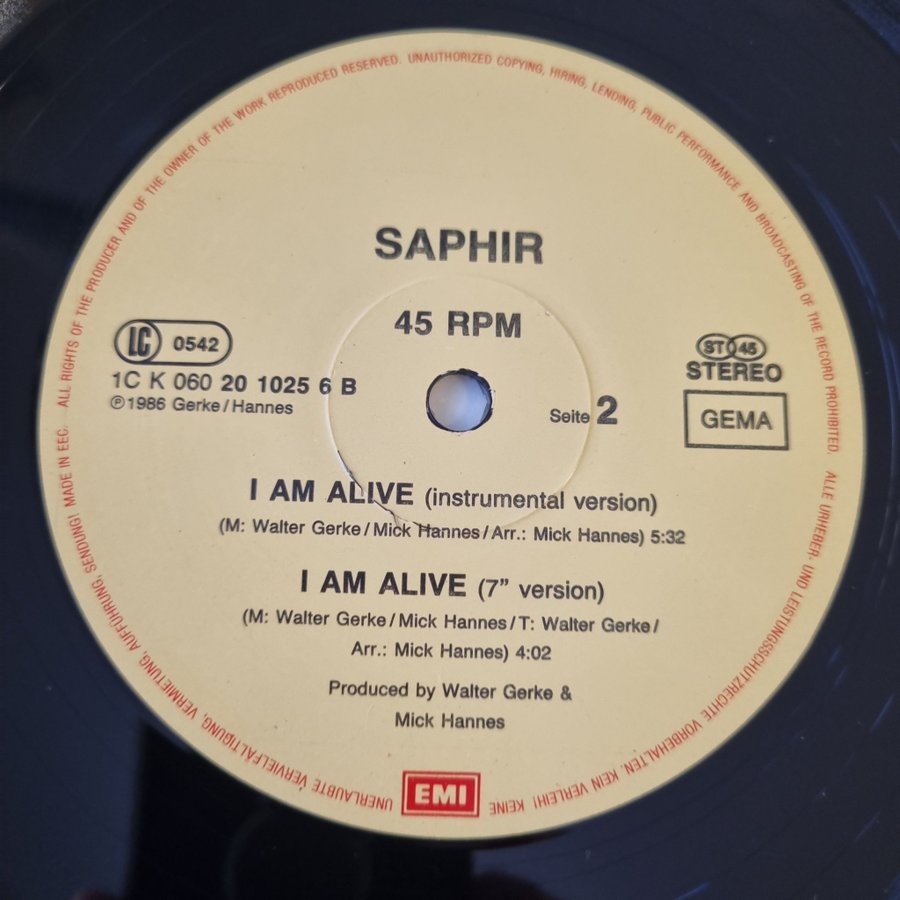 ALL RIGHTS OF THE PRODUCER AND OF THE OWNER OF THE WORK REPRODUCED RESERVED. UNAUTHORIZED COPYING, HIRING, LENDING, PUBLIC PERFORMANCE AND BROADCASTING OF THE RECORD PROHIBITED.
ALLE URHEBER- UND LEISTUNGSSCHUTZRECHTE VORBEHALTEN. KEIN VERLEIH! KEINE
UNERLAUBTE VERVIELFÄLTIGUNG, VERMIETUNG, AUFFÜHRUNG, SENDUNG! MADE IN EEC.
SAPHIR
45 RPM
LC 0542
1C K 060 20 1025 6 B
℗1986 Gerke/Hannes
ST 45
STEREO
GEMA
Seite 2
I AM ALIVE (instrumental version)
(M: Walter Gerke/Mick Hannes/Arr.: Mick Hannes) 5:32
I AM ALIVE (7” version)
(M: Walter Gerke/Mick Hannes/T: Walter Gerke/
Arr.: Mick Hannes) 4:02
Produced by Walter Gerke &
Mick Hannes
EMI